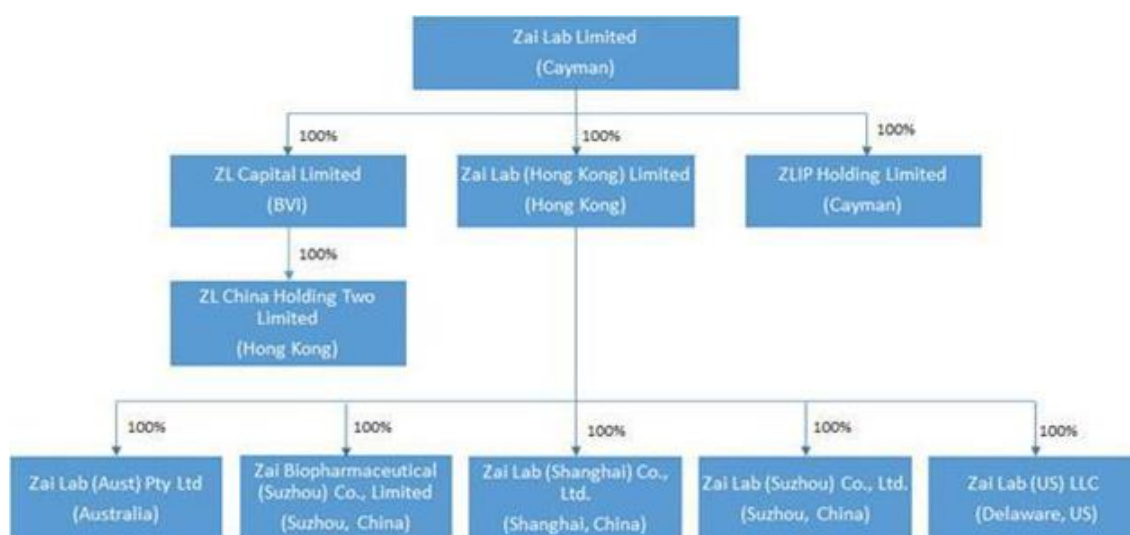 Zai Lab Limited
(Cayman)
100%
100%
100%
ZL Capital Limited
(BVI)
Zai Lab (Hong Kong) Limited
(Hong Kong)
ZLIP Holding Limited
(Cayman)
100%
ZL China Holding Two
Limited
(Hong Kong)
100%
100%
100%
100%
100%
Zai Lab (Aust) Pty Ltd
(Australia)
Zai Biopharmaceutical
(Suzhou) Co., Limited
(Suzhou, China)
Zai Lab (Shanghai) Co.,
Ltd.
(Shanghai, China)
Zai Lab (Suzhou) Co., Ltd.
(Suzhou, China)
Zai Lab (US) LLC
(Delaware, US)